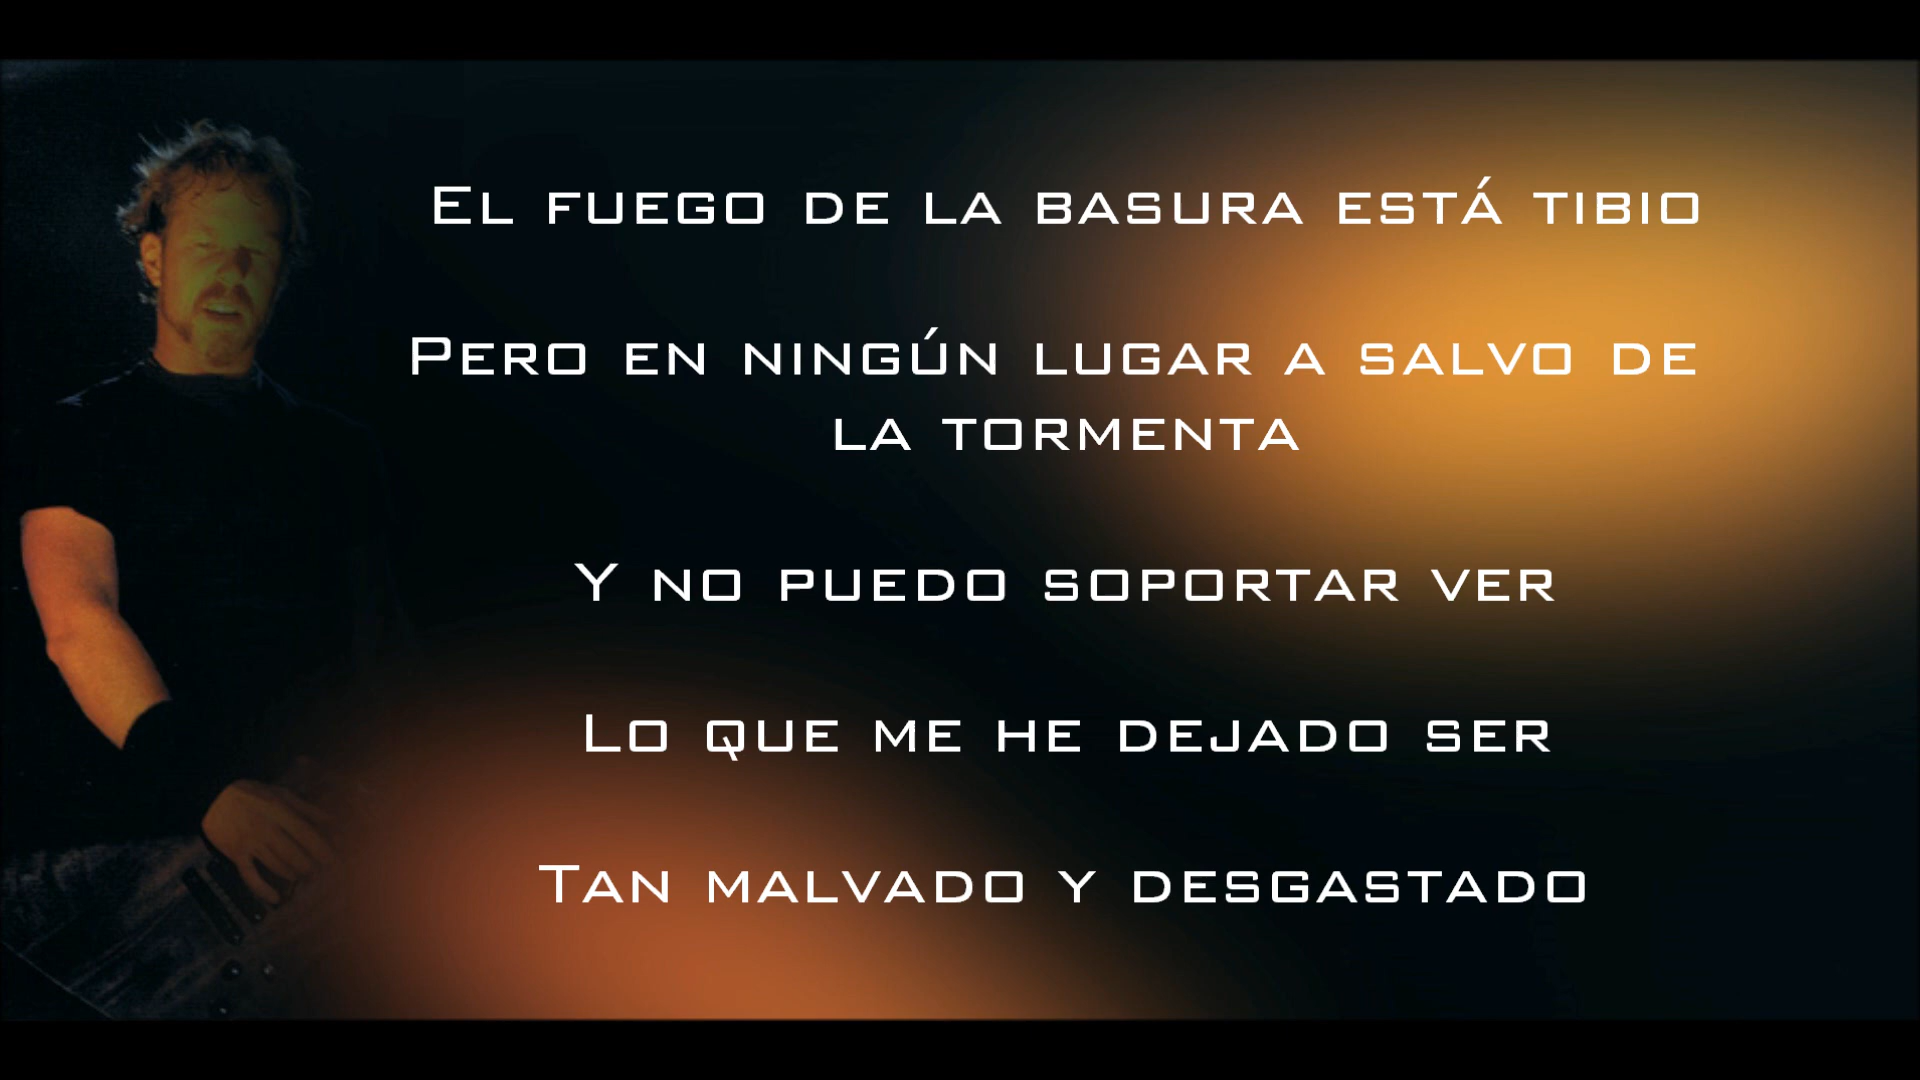 El fuego de la basura está tibio
Pero en ningún lugar a salvo de
la tormenta
Y no puedo soportar ver
Lo que me he dejado ser
Tan malvado y desgastado